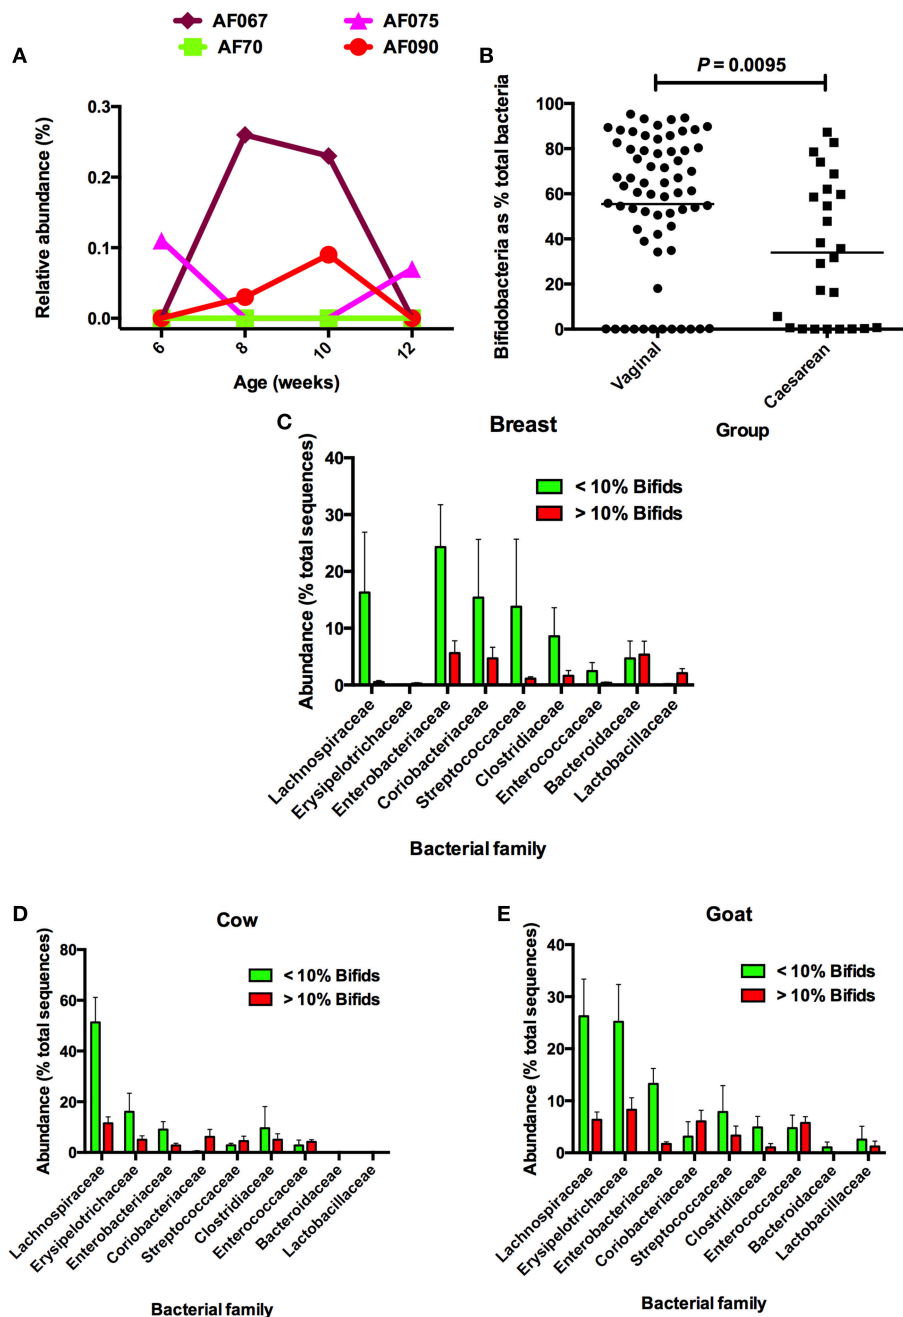 AF067 AF075
AF70 AF090
A
Relative abundance (%)
0.3
0.2
0.1
0.0
6 8 10 12
Age (weeks)
B
P = 0.0095
Bifidobacteria as % total bacteria
100
80
60
40
20
0
Vaginal Caesarean
Group
C
Breast
Abundance (% total sequences)
40
30
20
10
0
< 10% Bifids
> 10% Bifids
Lachnospiraceae
Erysipelotrichaceae
Enterobacteriaceae
Coriobacteriaceae
Streptococcaceae
Clostridiaceae
Enterococcaceae
Bacteroidaceae
Lactobacillaceae
Bacterial family
D
Cow
Abundance (% total sequences)
80
60
40
20
0
< 10% Bifids
> 10% Bifids
Lachnospiraceae
Erysipelotrichaceae
Enterobacteriaceae
Coriobacteriaceae
Streptococcaceae
Clostridiaceae
Enterococcaceae
Bacteroidaceae
Lactobacillaceae
Bacterial family
E
Goat
Abundance (% total sequences)
40
30
20
10
0
< 10% Bifids
> 10% Bifids
Lachnospiraceae
Erysipelotrichaceae
Enterobacteriaceae
Coriobacteriaceae
Streptococcaceae
Clostridiaceae
Enterococcaceae
Bacteroidaceae
Lactobacillaceae
Bacterial family